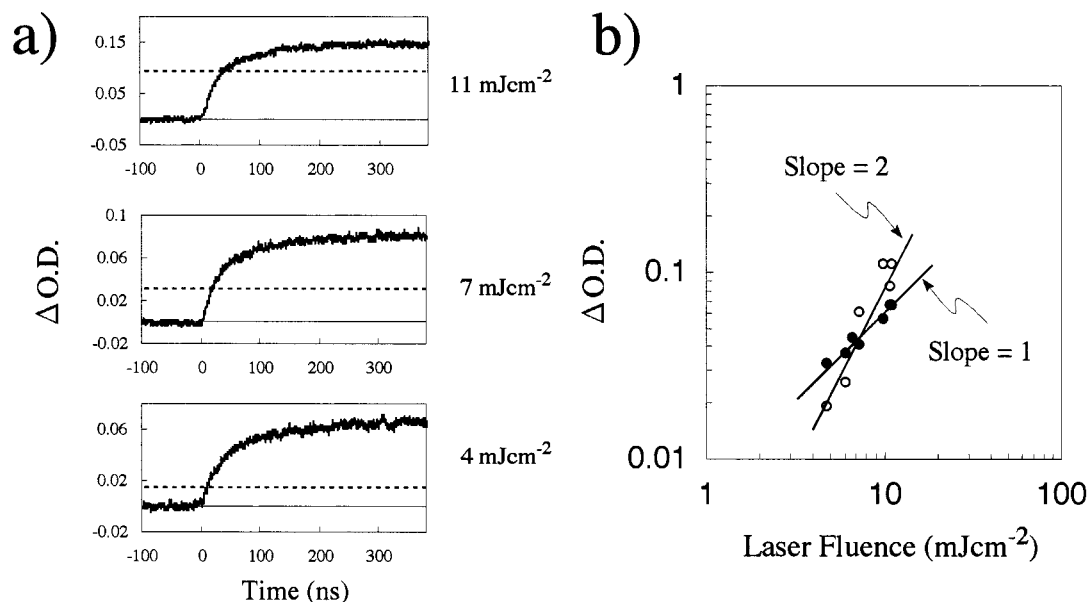 a)
0.15
0.05
-0.05
-100 0 100 200 300
11 mJcm-2
0.1
0.06
0.02
-0.02
-100 0 100 200 300
7 mJcm-2
0.06
0.02
-0.02
-100 0 100 200 300
4 mJcm-2
Δ O.D.
Time (ns)
b)
1
0.1
0.01
1 10 100
Slope = 2
Slope = 1
Δ O.D.
Laser Fluence (mJcm-2)